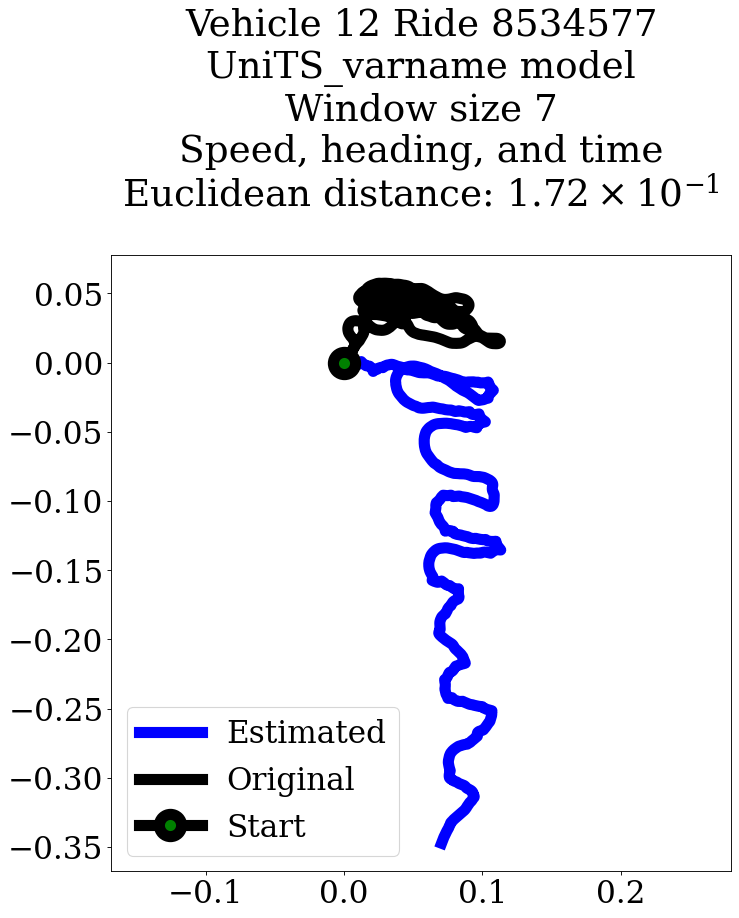 Vehicle 12 Ride 8534577
UniTS_varname model
Window size 7
Speed, heading, and time
Euclidean distance: 1.72 × 10⁻¹
0.05
0.00
−0.05
−0.10
−0.15
−0.20
−0.25
−0.30
−0.35
Estimated
Original
Start
−0.1
0.0
0.1
0.2